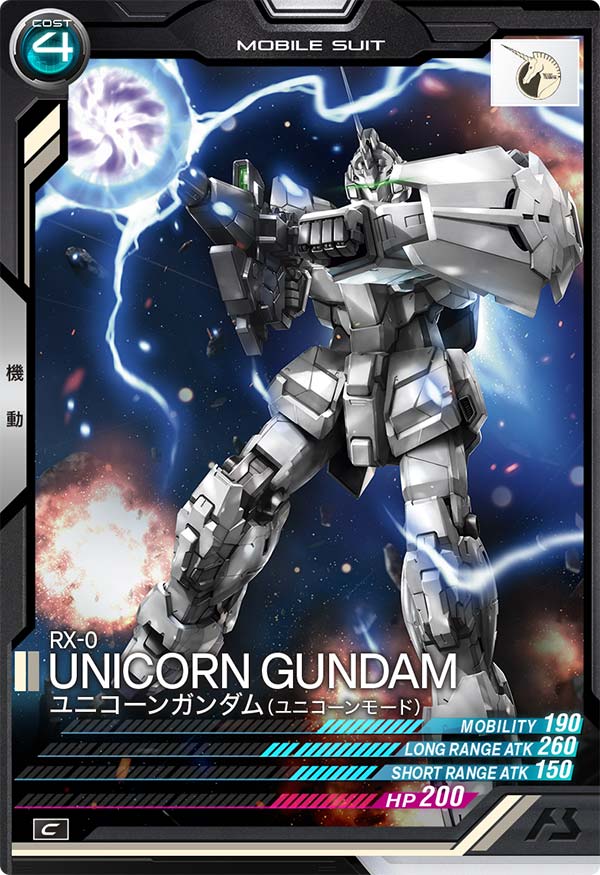 COST
4
MOBILE SUIT
機動
RX-0
UNICORN GUNDAM
ユニコーンガンダム(ユニコーンモード)
MOBILITY 190
LONG RANGE ATK 260
SHORT RANGE ATK 150
HP 200
C